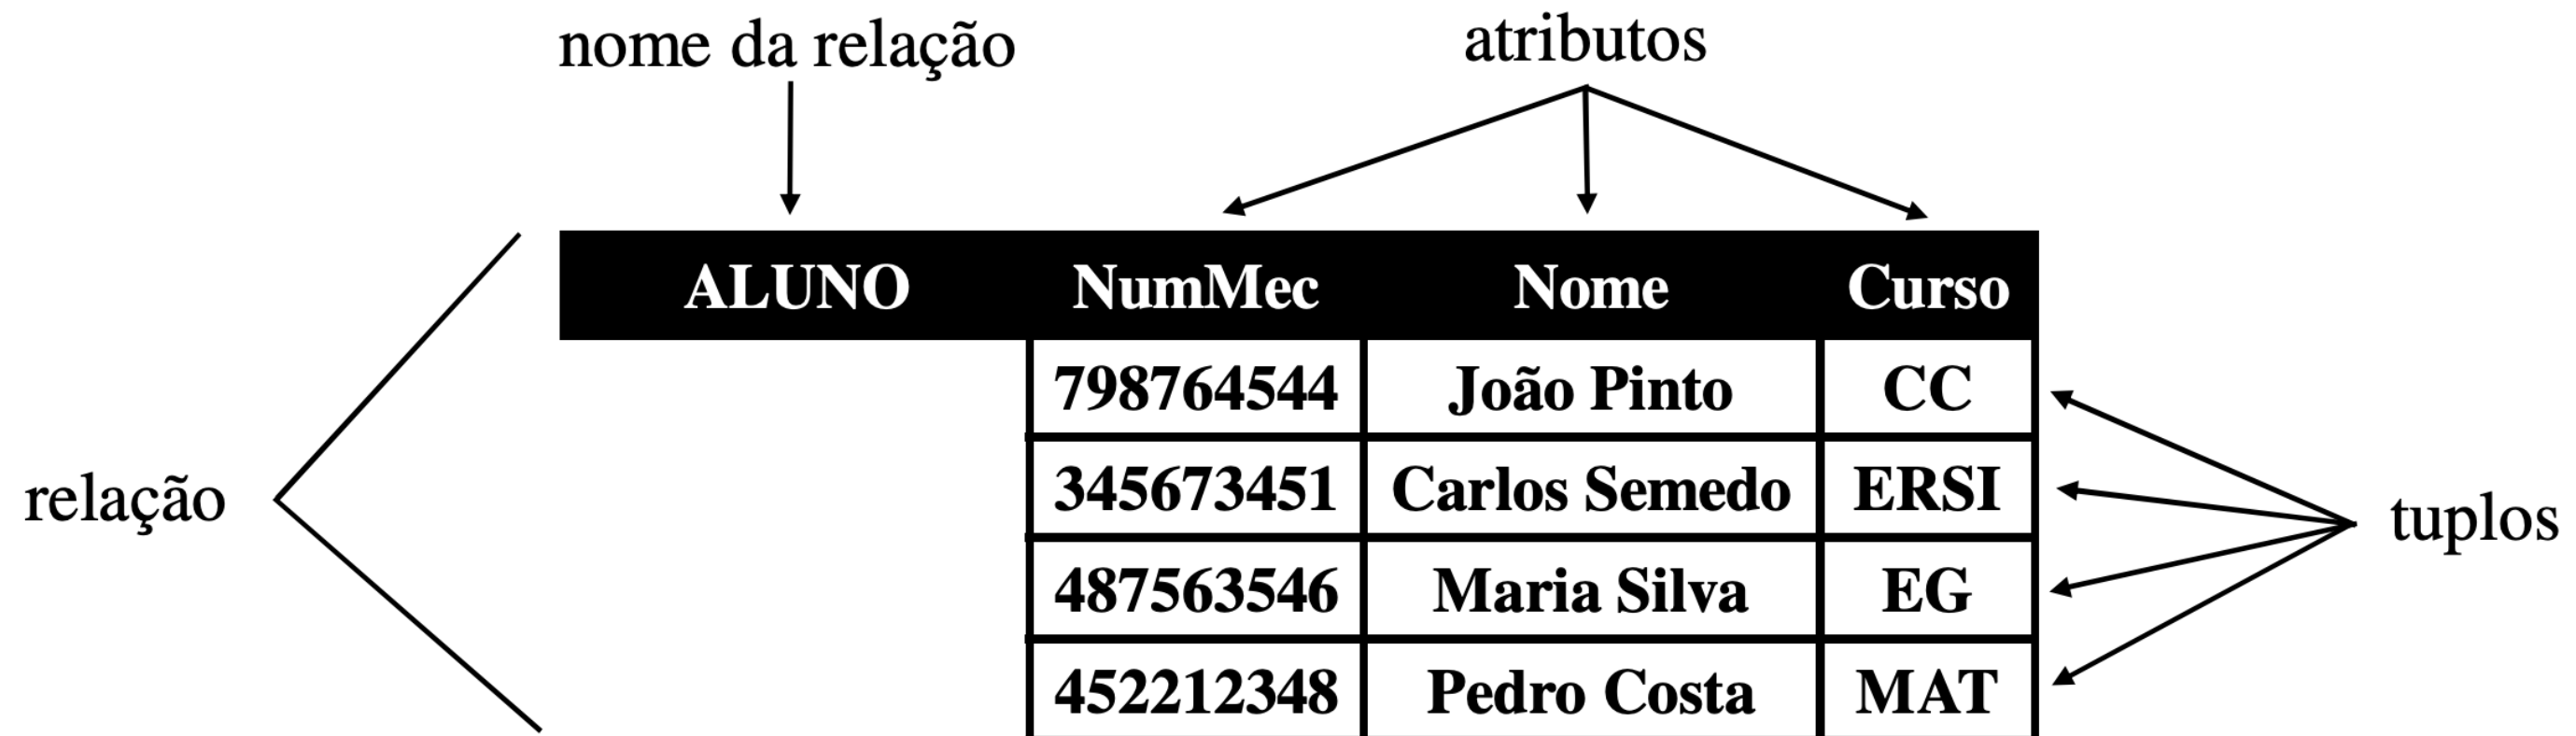 nome da relação
atributos
ALUNO NumMec Nome Curso
798764544 João Pinto CC
345673451 Carlos Semedo ERSI
relação
tuplos
487563546 Maria Silva EG
452212348 Pedro Costa MAT